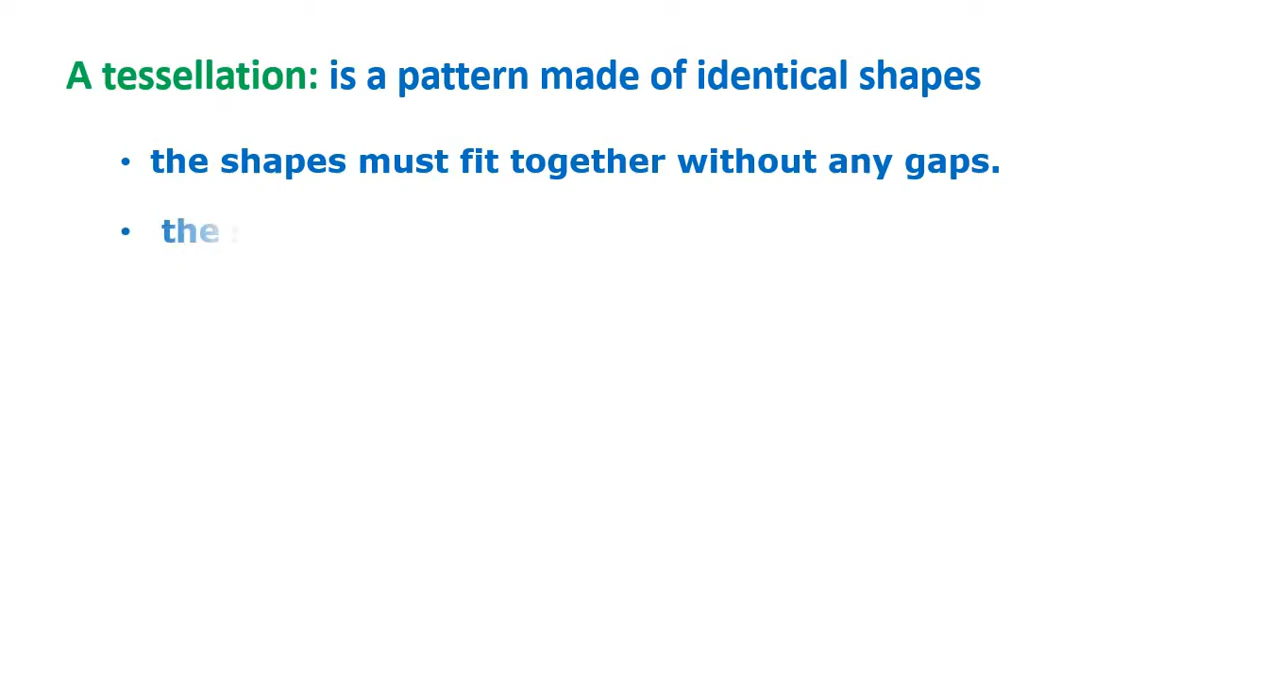 A tessellation: is a pattern made of identical shapes
• the shapes must fit together without any gaps.
• the